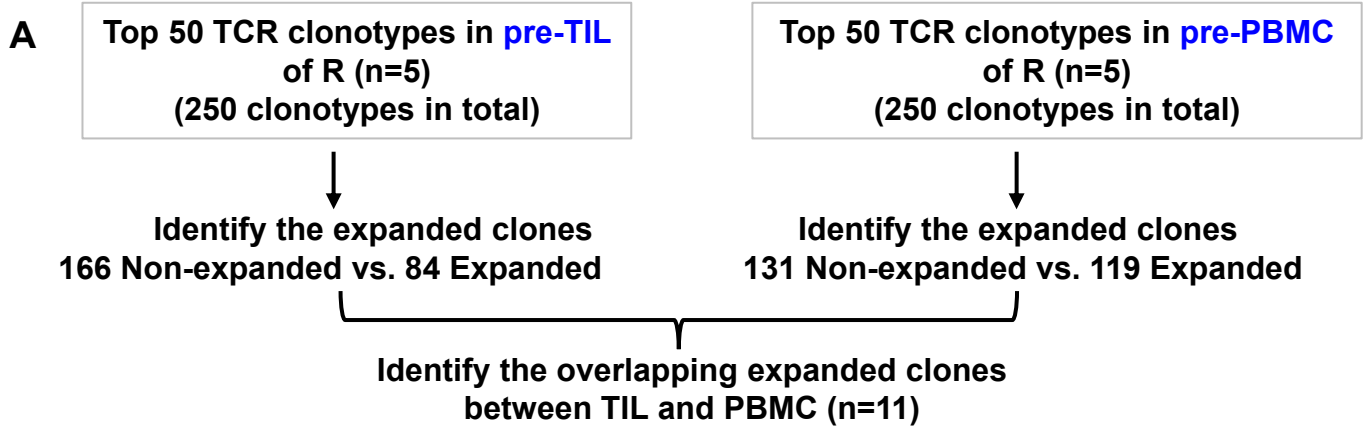 A
Top 50 TCR clonotypes in pre-TIL
of R (n=5)
(250 clonotypes in total)
Top 50 TCR clonotypes in pre-PBMC
of R (n=5)
(250 clonotypes in total)
Identify the expanded clones
166 Non-expanded vs. 84 Expanded
Identify the expanded clones
131 Non-expanded vs. 119 Expanded
Identify the overlapping expanded clones
between TIL and PBMC (n=11)